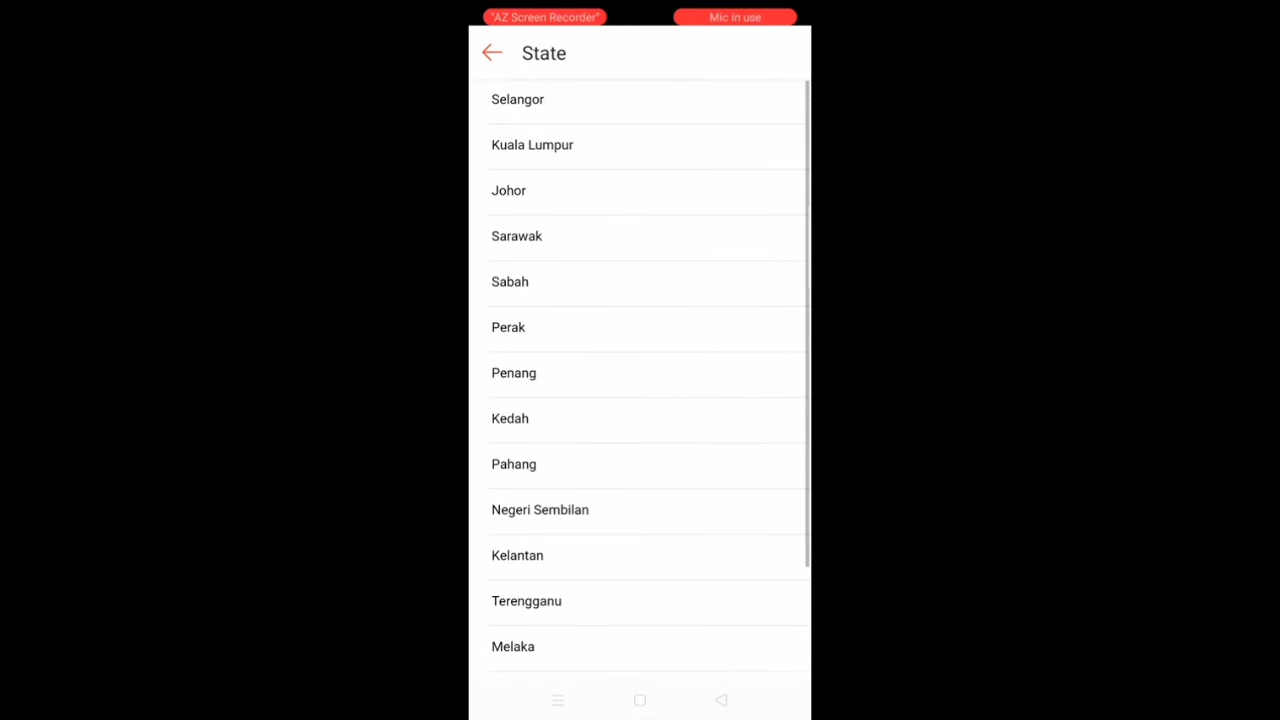 "AZ Screen Recorder"
Mic in use
State
Selangor
Kuala Lumpur
Johor
Sarawak
Sabah
Perak
Penang
Kedah
Pahang
Negeri Sembilan
Kelantan
Terengganu
Melaka